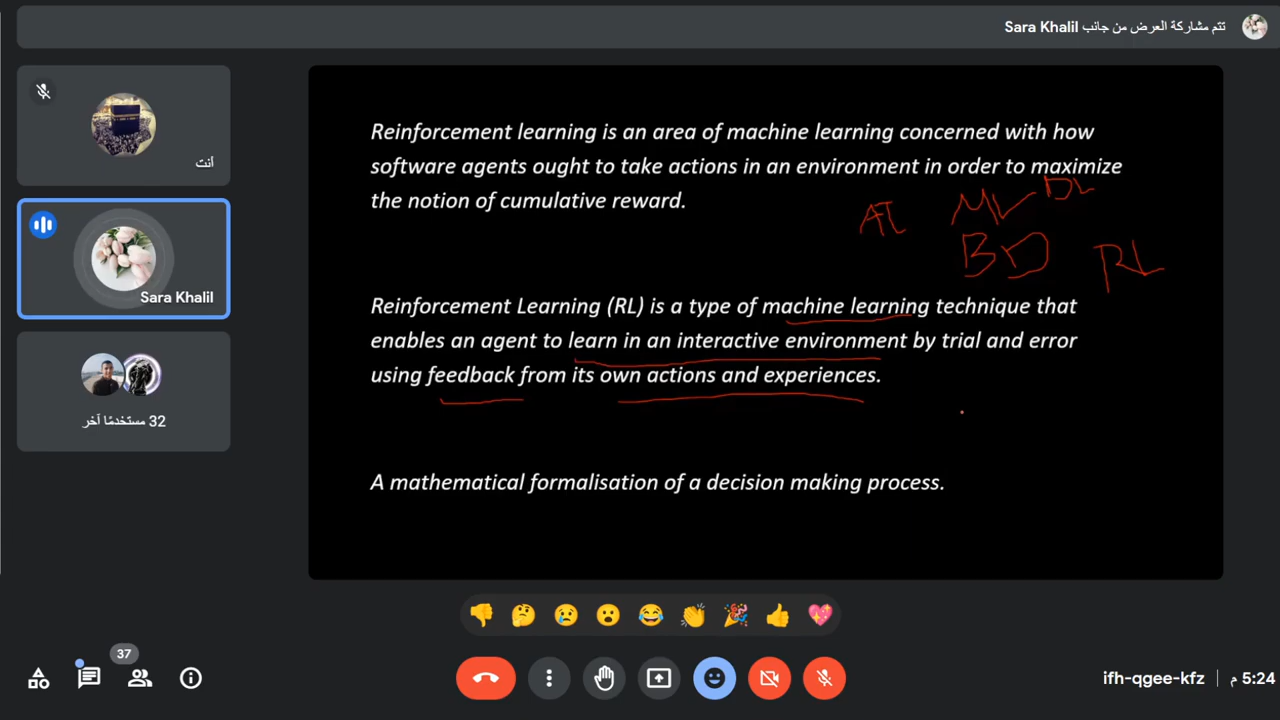 تتم مشاركة العرض من جانب Sara Khalil
أنت
Sara Khalil
32 مستخدمًا آخر
Reinforcement learning is an area of machine learning concerned with how
software agents ought to take actions in an environment in order to maximize
the notion of cumulative reward.
AI ML DL
BD RL
Reinforcement Learning (RL) is a type of machine learning technique that
enables an agent to learn in an interactive environment by trial and error
using feedback from its own actions and experiences.
A mathematical formalisation of a decision making process.
37
ifh-qgee-kfz
5:24 م